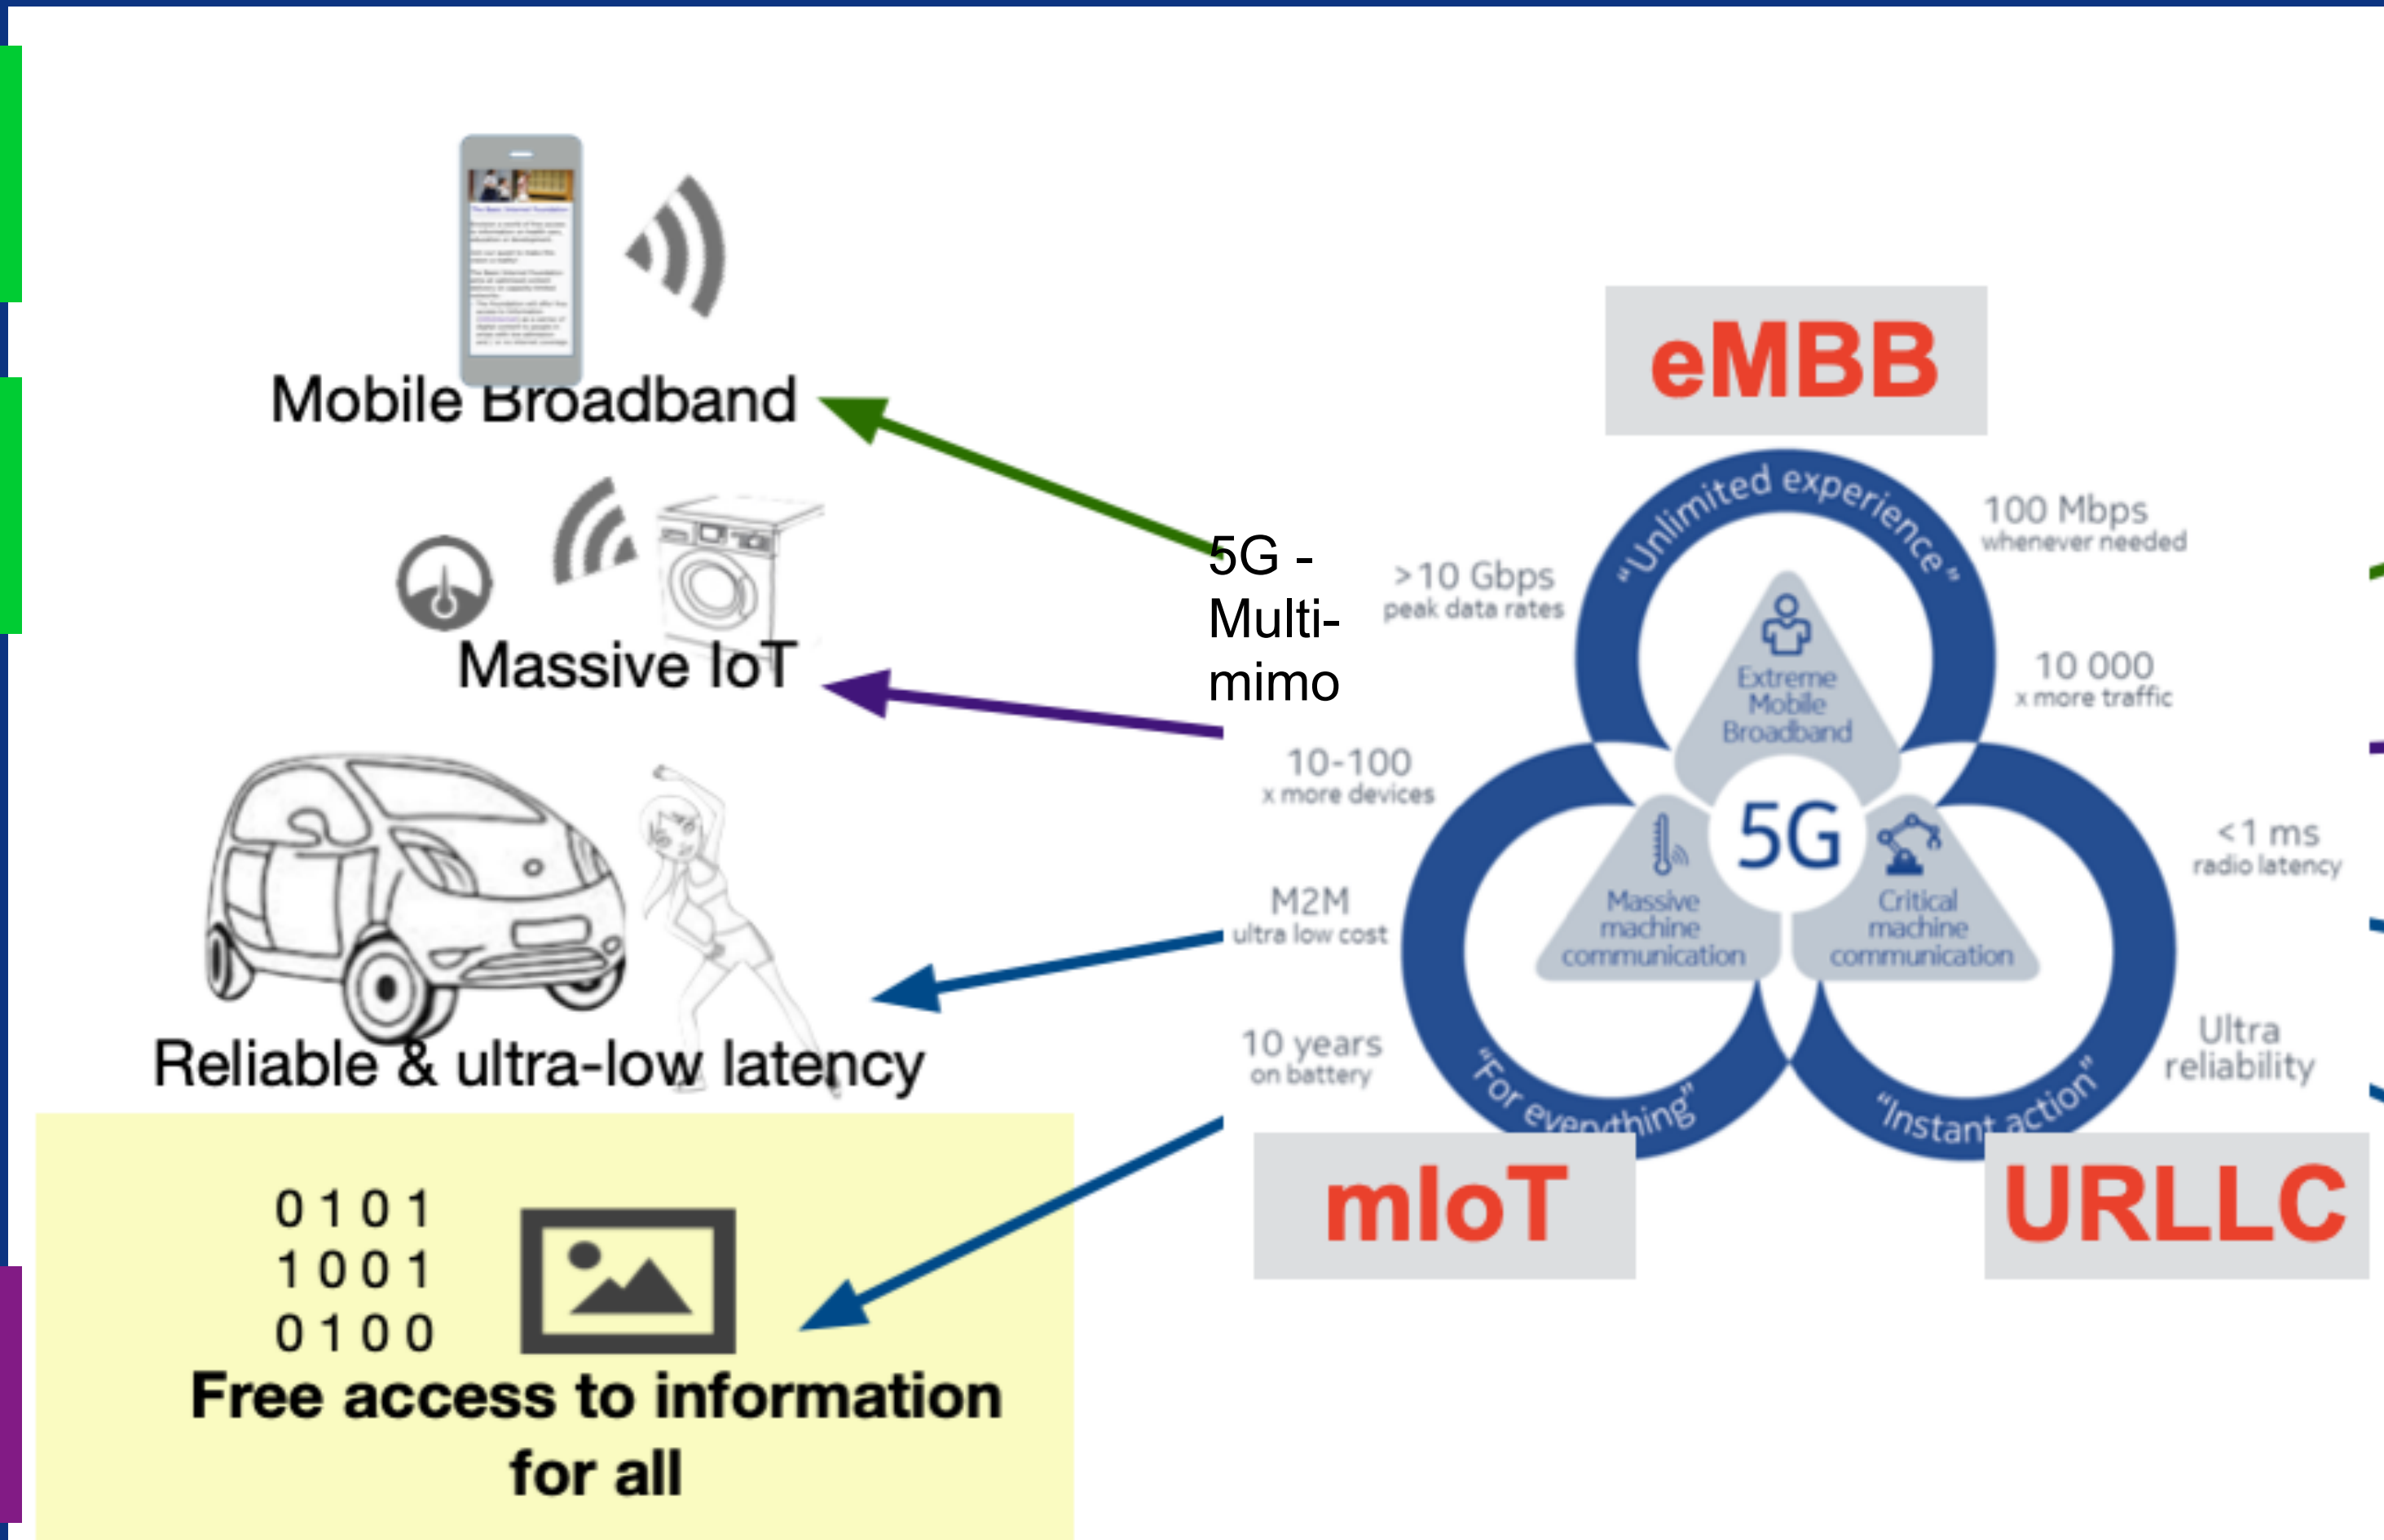 The Basic Internet Foundation
Mobile Broadband
Massive IoT
Reliable & ultra-low latency
0 1 0 1
1 0 0 1
0 1 0 0
Free access to information
for all
5G -
Multi-
mimo
eMBB
"Unlimited experience"
100 Mbps
whenever needed
>10 Gbps
peak data rates
10 000
x more traffic
Extreme
Mobile
Broadband
10-100
x more devices
5G
<1 ms
radio latency
M2M
ultra low cost
Massive
machine
communication
Critical
machine
communication
10 years
on battery
Ultra
reliability
"For everything"
"Instant action"
mIoT
URLLC